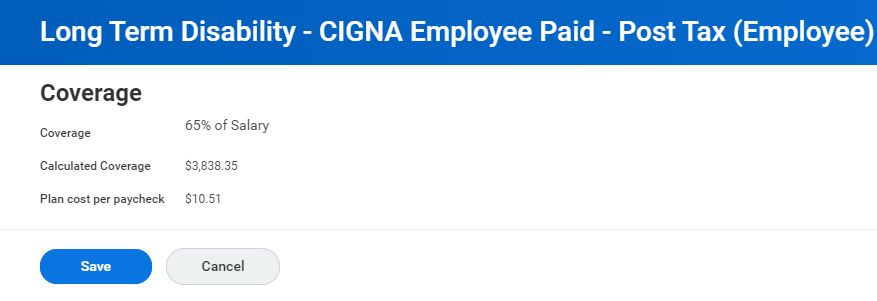 Long Term Disability - CIGNA Employee Paid - Post Tax (Employee)
Coverage
Coverage 65% of Salary
Calculated Coverage $3,838.35
Plan cost per paycheck $10.51
Save Cancel